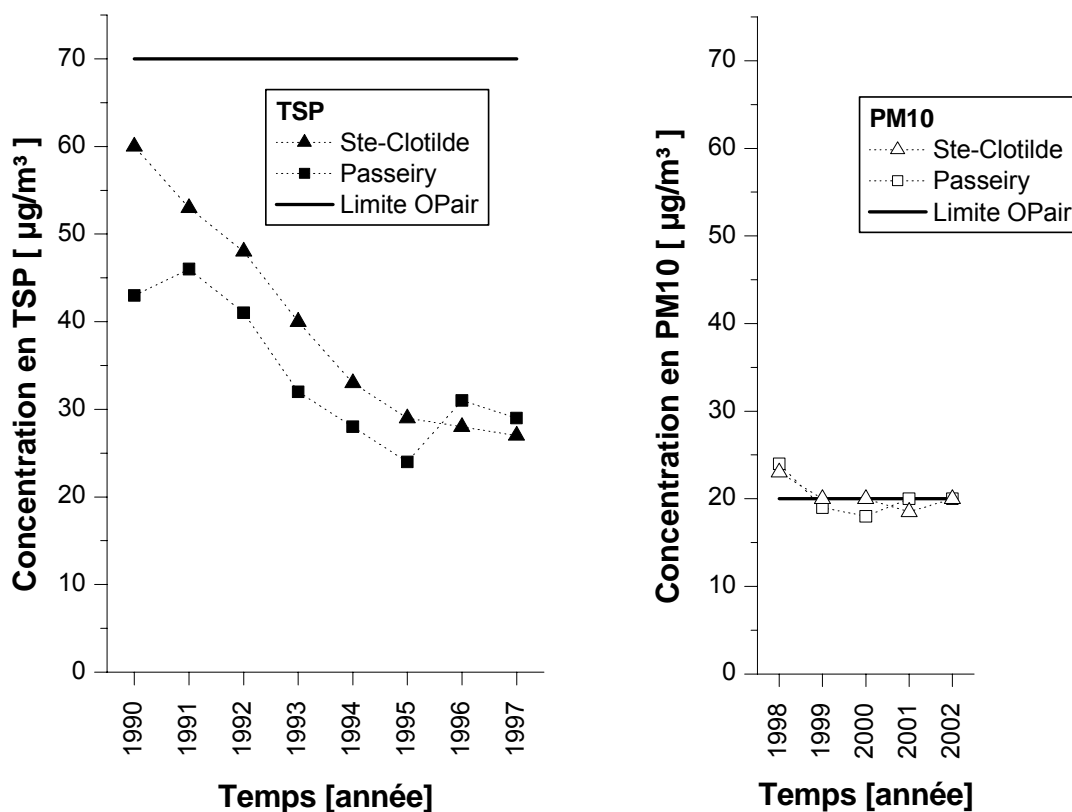 Concentration en TSP [ µg/m³ ]
70
60
50
40
30
20
10
0
TSP
Ste-Clotilde
Passeiry
Limite OPair
1990
1991
1992
1993
1994
1995
1996
1997
Temps [année]
Concentration en PM10 [ µg/m³ ]
70
60
50
40
30
20
10
0
PM10
Ste-Clotilde
Passeiry
Limite OPair
1998
1999
2000
2001
2002
Temps [année]